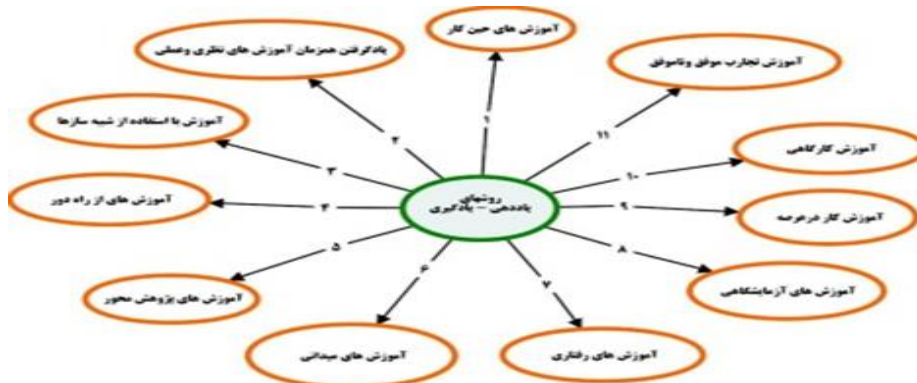 روشهای
یاددهی – یادگیری
۱
آموزش های حین کار
۲
یادگرفتن همزمان آموزش های نظری وعملی
۳
آموزش با استفاده از شبیه سازها
۴
آموزش های از راه دور
۵
آموزش های پژوهش محور
۶
آموزش های میدانی
۷
آموزش های رفتاری
۸
آموزش های آزمایشگاهی
۹
آموزش کار درعرصه
۱۰
آموزش کارگاهی
۱۱
آموزش تجارب موفق وناموفق